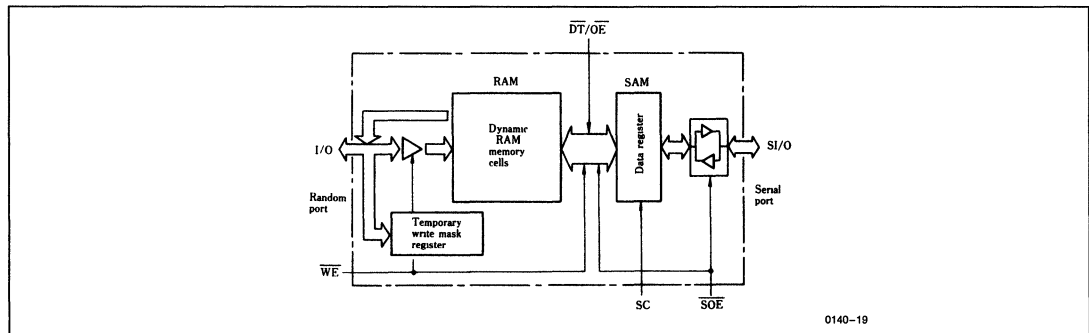 DT/OE
RAM
SAM
Dynamic
RAM
memory
cells
Data register
I/O
SI/O
Random
port
Serial
port
Temporary
write mask
register
WE
SC
SOE
0140–19